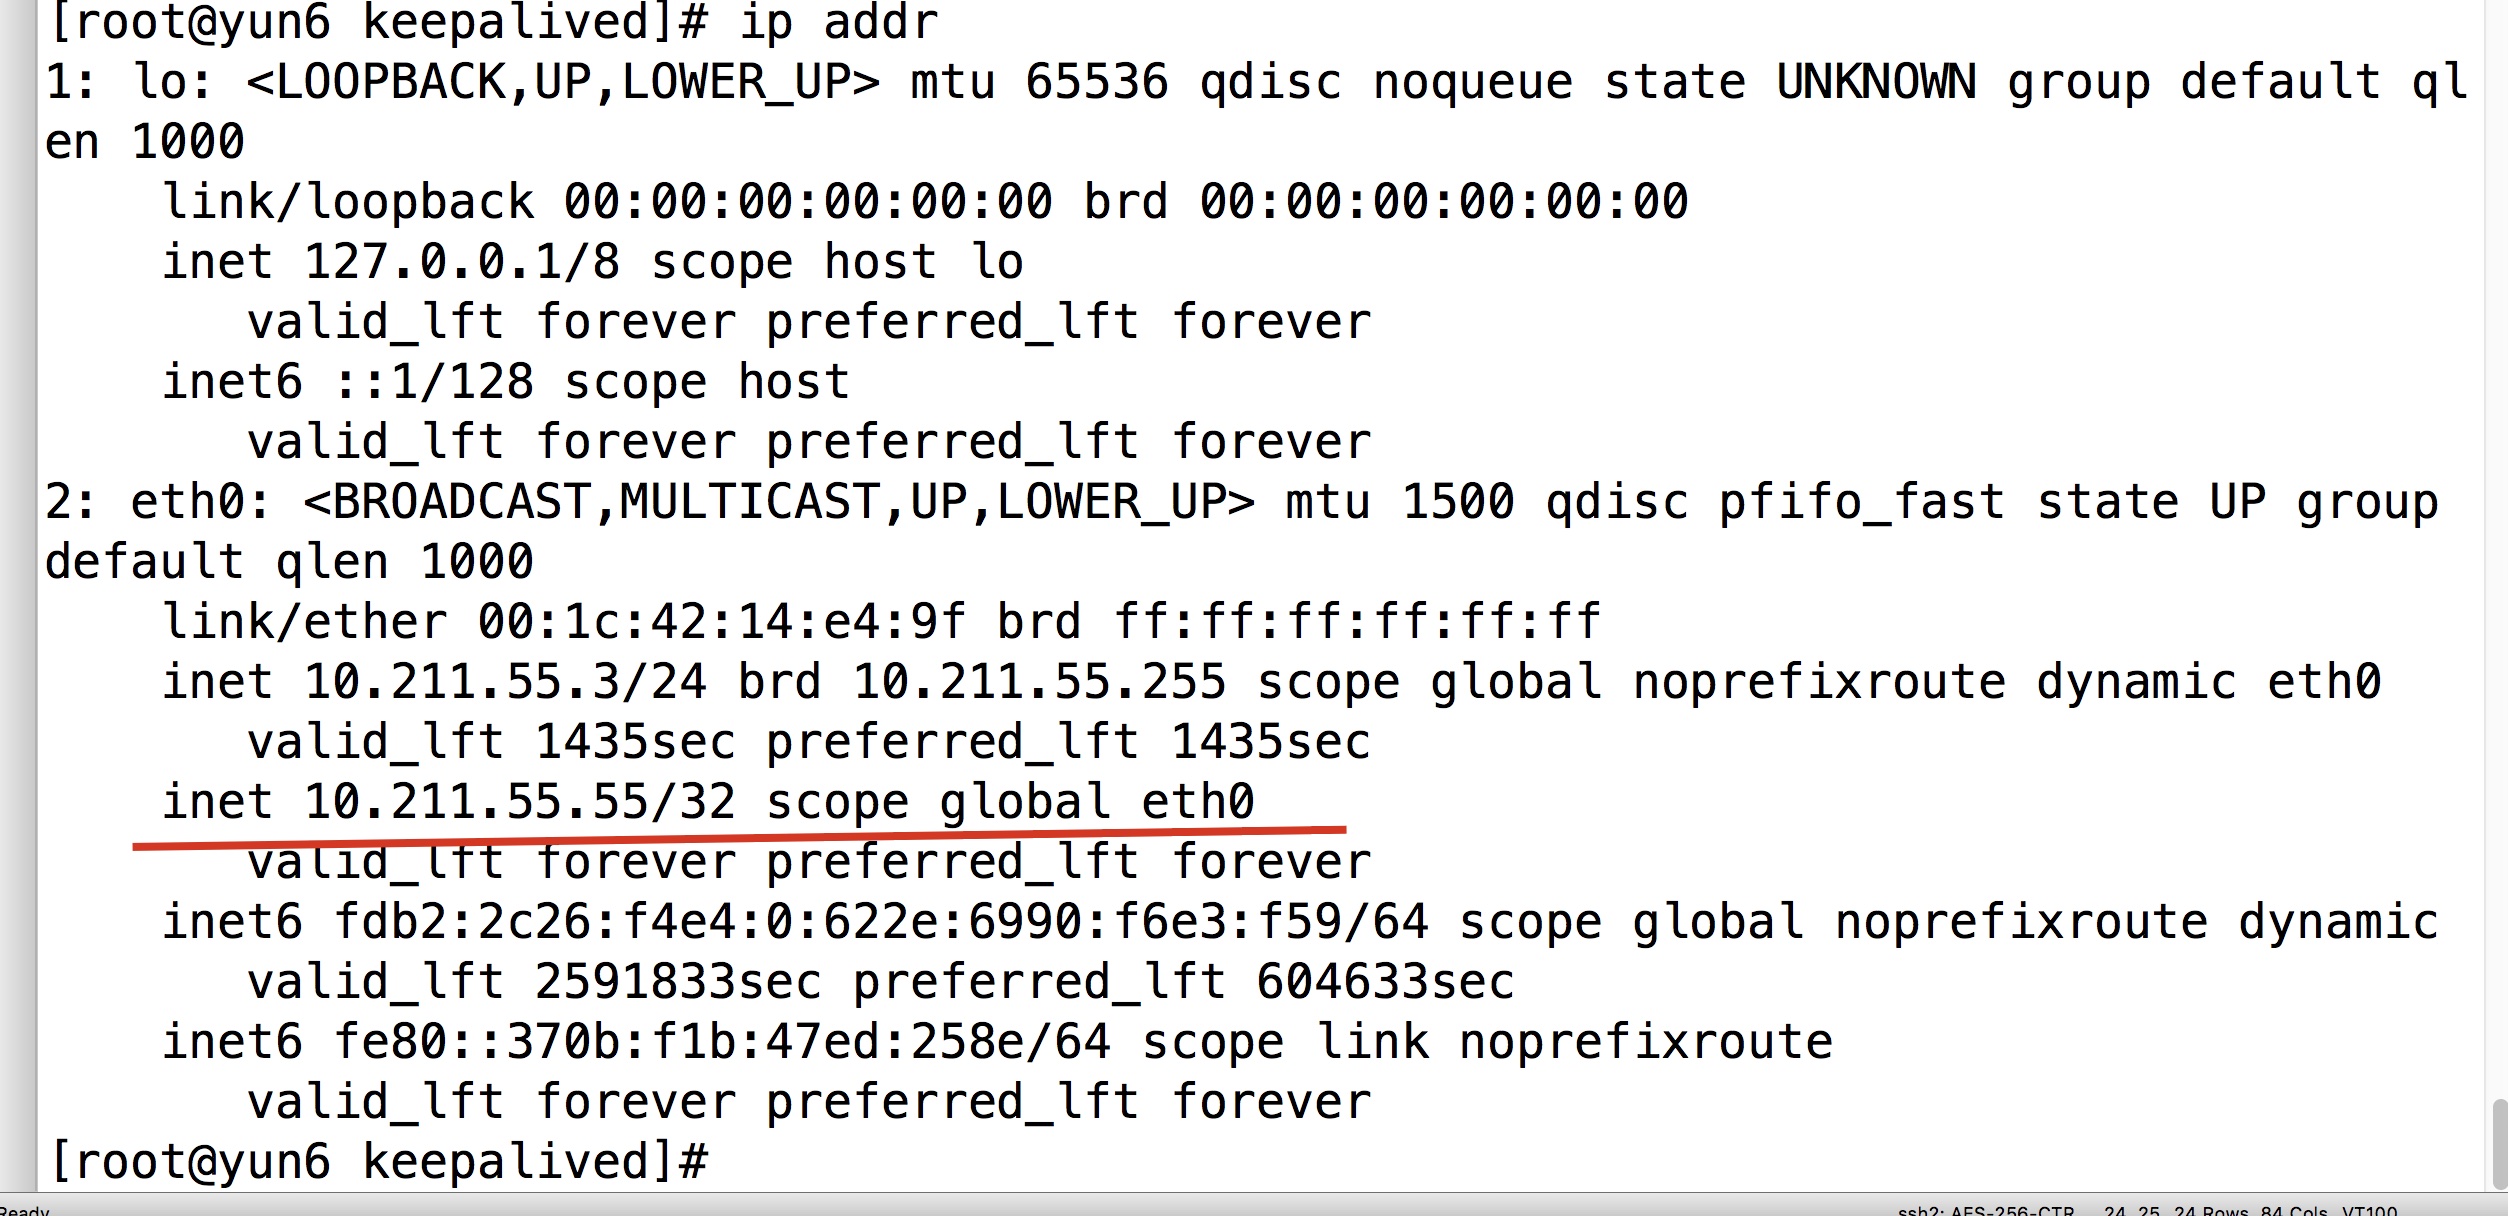 [root@yun6 keepalived]# ip addr
1: lo: <LOOPBACK,UP,LOWER_UP> mtu 65536 qdisc noqueue state UNKNOWN group default ql
en 1000
    link/loopback 00:00:00:00:00:00 brd 00:00:00:00:00:00
    inet 127.0.0.1/8 scope host lo
       valid_lft forever preferred_lft forever
    inet6 ::1/128 scope host
       valid_lft forever preferred_lft forever
2: eth0: <BROADCAST,MULTICAST,UP,LOWER_UP> mtu 1500 qdisc pfifo_fast state UP group
default qlen 1000
    link/ether 00:1c:42:14:e4:9f brd ff:ff:ff:ff:ff:ff
    inet 10.211.55.3/24 brd 10.211.55.255 scope global noprefixroute dynamic eth0
       valid_lft 1435sec preferred_lft 1435sec
    inet 10.211.55.55/32 scope global eth0
       valid_lft forever preferred_lft forever
    inet6 fdb2:2c26:f4e4:0:622e:6990:f6e3:f59/64 scope global noprefixroute dynamic
       valid_lft 2591833sec preferred_lft 604633sec
    inet6 fe80::370b:f1b:47ed:258e/64 scope link noprefixroute
       valid_lft forever preferred_lft forever
[root@yun6 keepalived]#
Ready ssh2: AES-256-CTR 24, 25 24 Rows, 84 Cols VT100